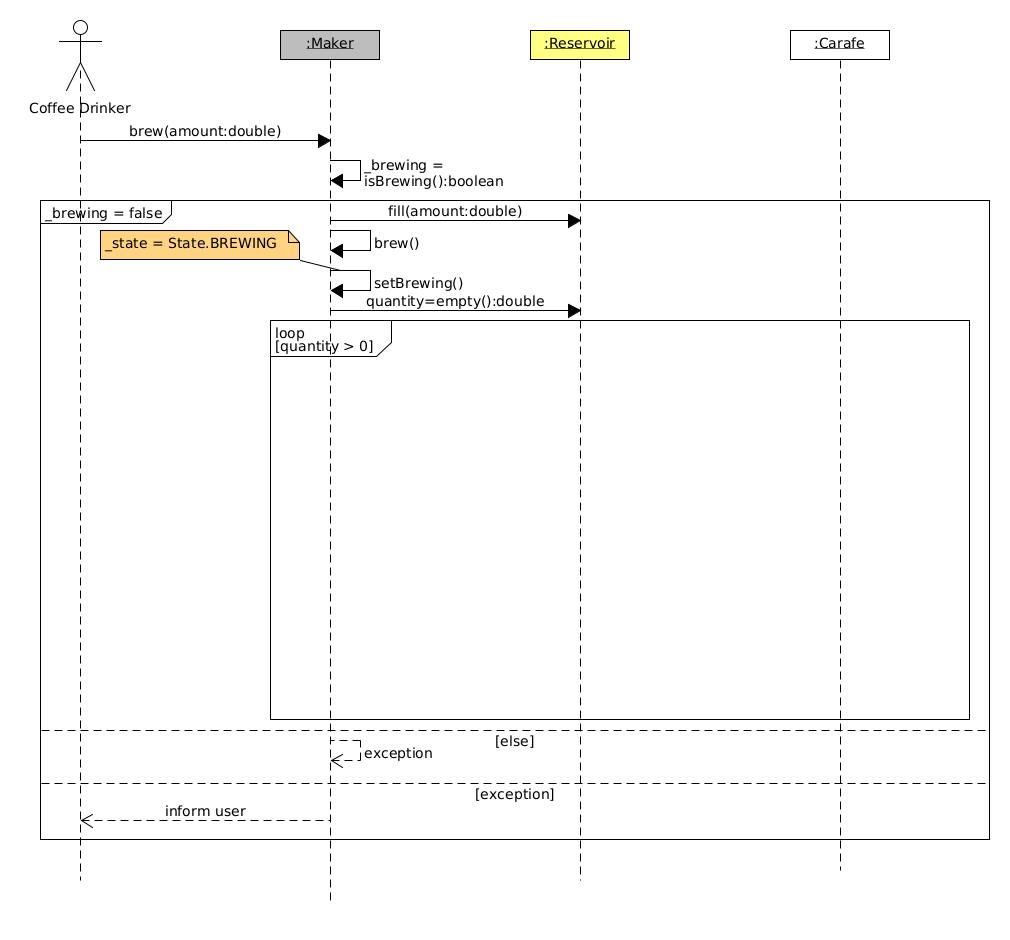 :Maker
:Reservoir
:Carafe
Coffee Drinker
brew(amount:double)
_brewing =
isBrewing():boolean
_brewing = false
fill(amount:double)
_state = State.BREWING
brew()
setBrewing()
quantity=empty():double
loop
[quantity > 0]
[else]
exception
[exception]
inform user